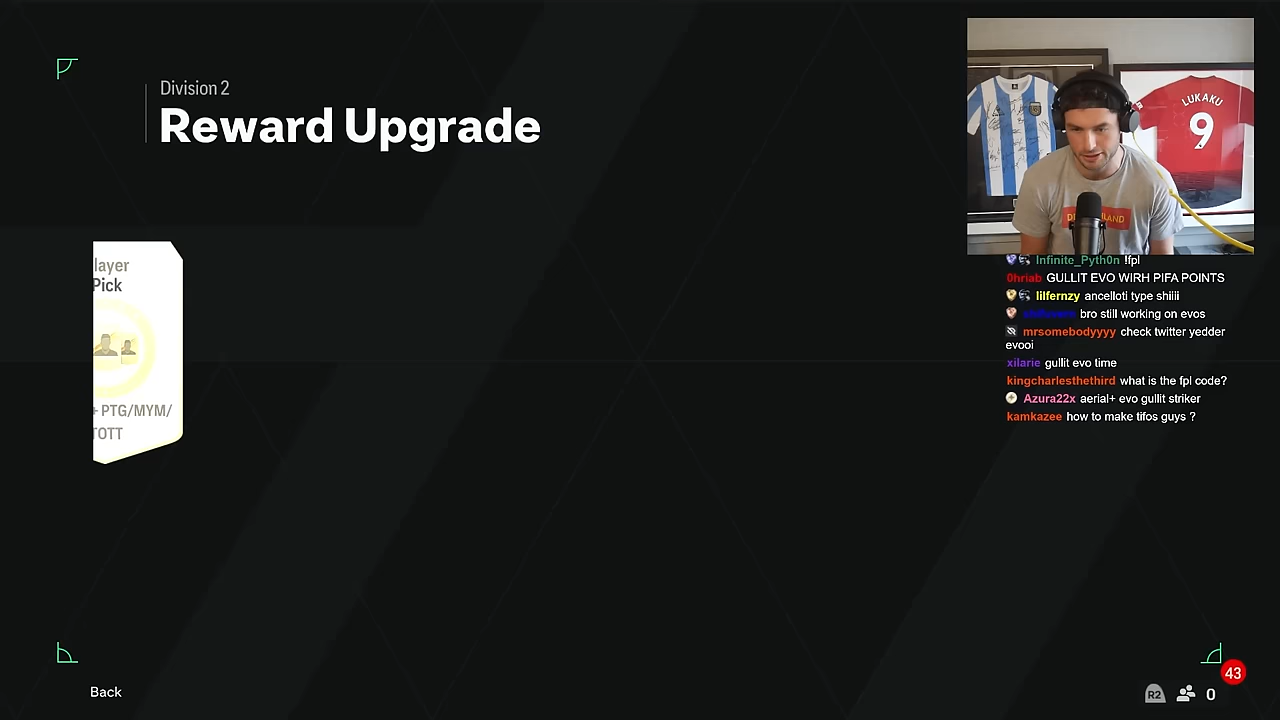 Division 2
Reward Upgrade
LUKAKU
9
layer
Pick
+ PTG/MYM/
TOTT
Infinite_Pyth0n !fpl
0hriab GULLIT EVO WIRH PIFA POINTS
lilfernzy ancelloti type shiili
bro still working on evos
mrsomebodyyyy check twitter yedder
evooi
xilarie gullit evo time
kingcharlesthethird what is the fpl code?
Azura22x aerial+ evo gullit striker
kamkazee how to make tifos guys ?
Back
R2
0
43